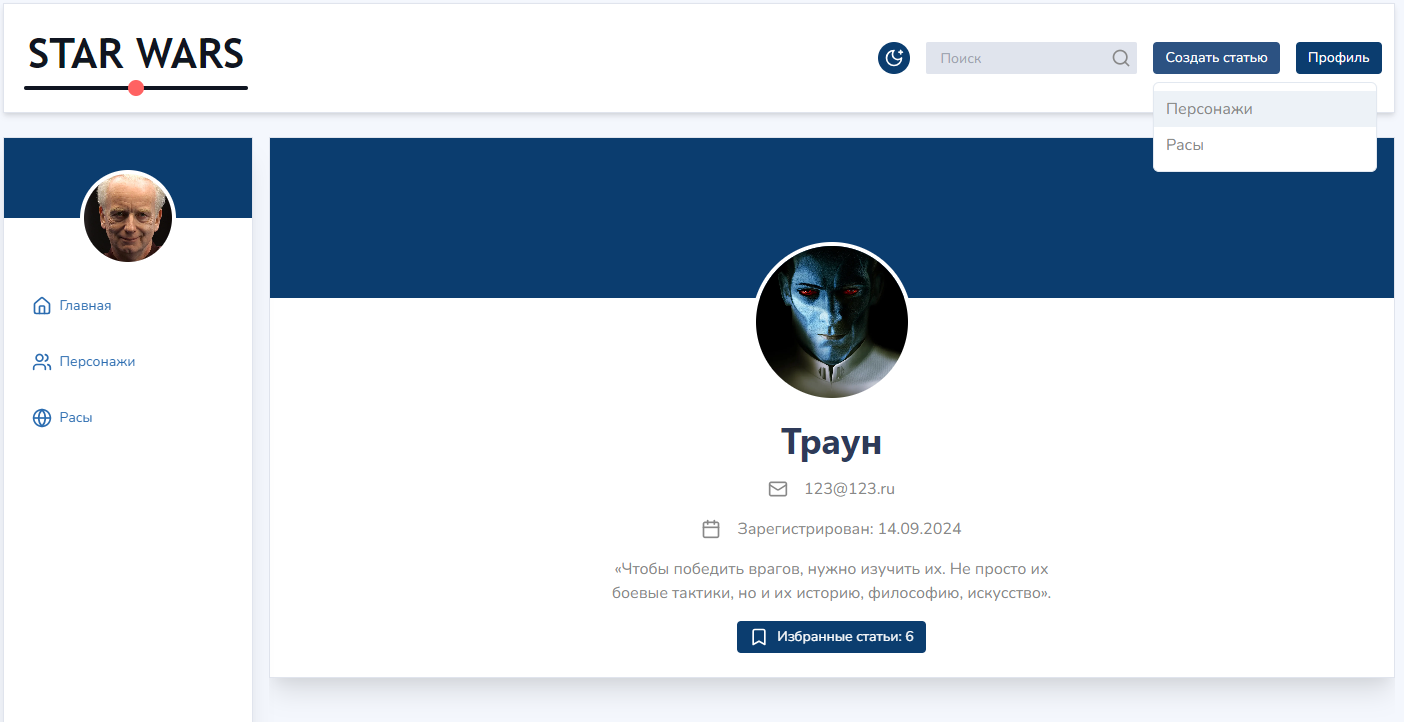 STAR WARS
Поиск
Создать статью
Профиль
Персонажи
Расы
Главная
Персонажи
Расы
Траун
123@123.ru
Зарегистрирован: 14.09.2024
«Чтобы победить врагов, нужно изучить их. Не просто их
боевые тактики, но и их историю, философию, искусство».
Избранные статьи: 6